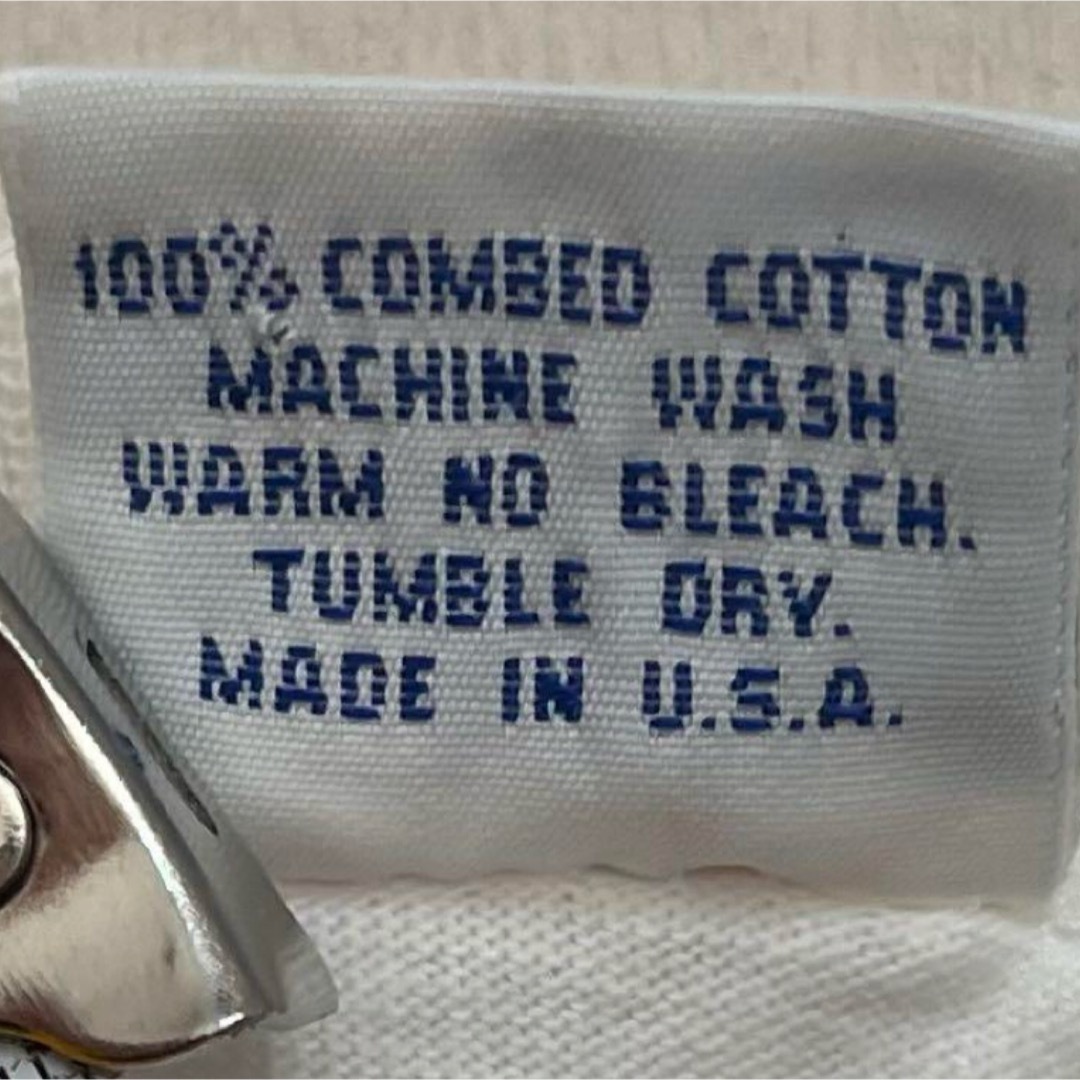 100% COMBED COTTON
MACHINE WASH
WARM NO BLEACH.
TUMBLE DRY.
MADE IN U.S.A.